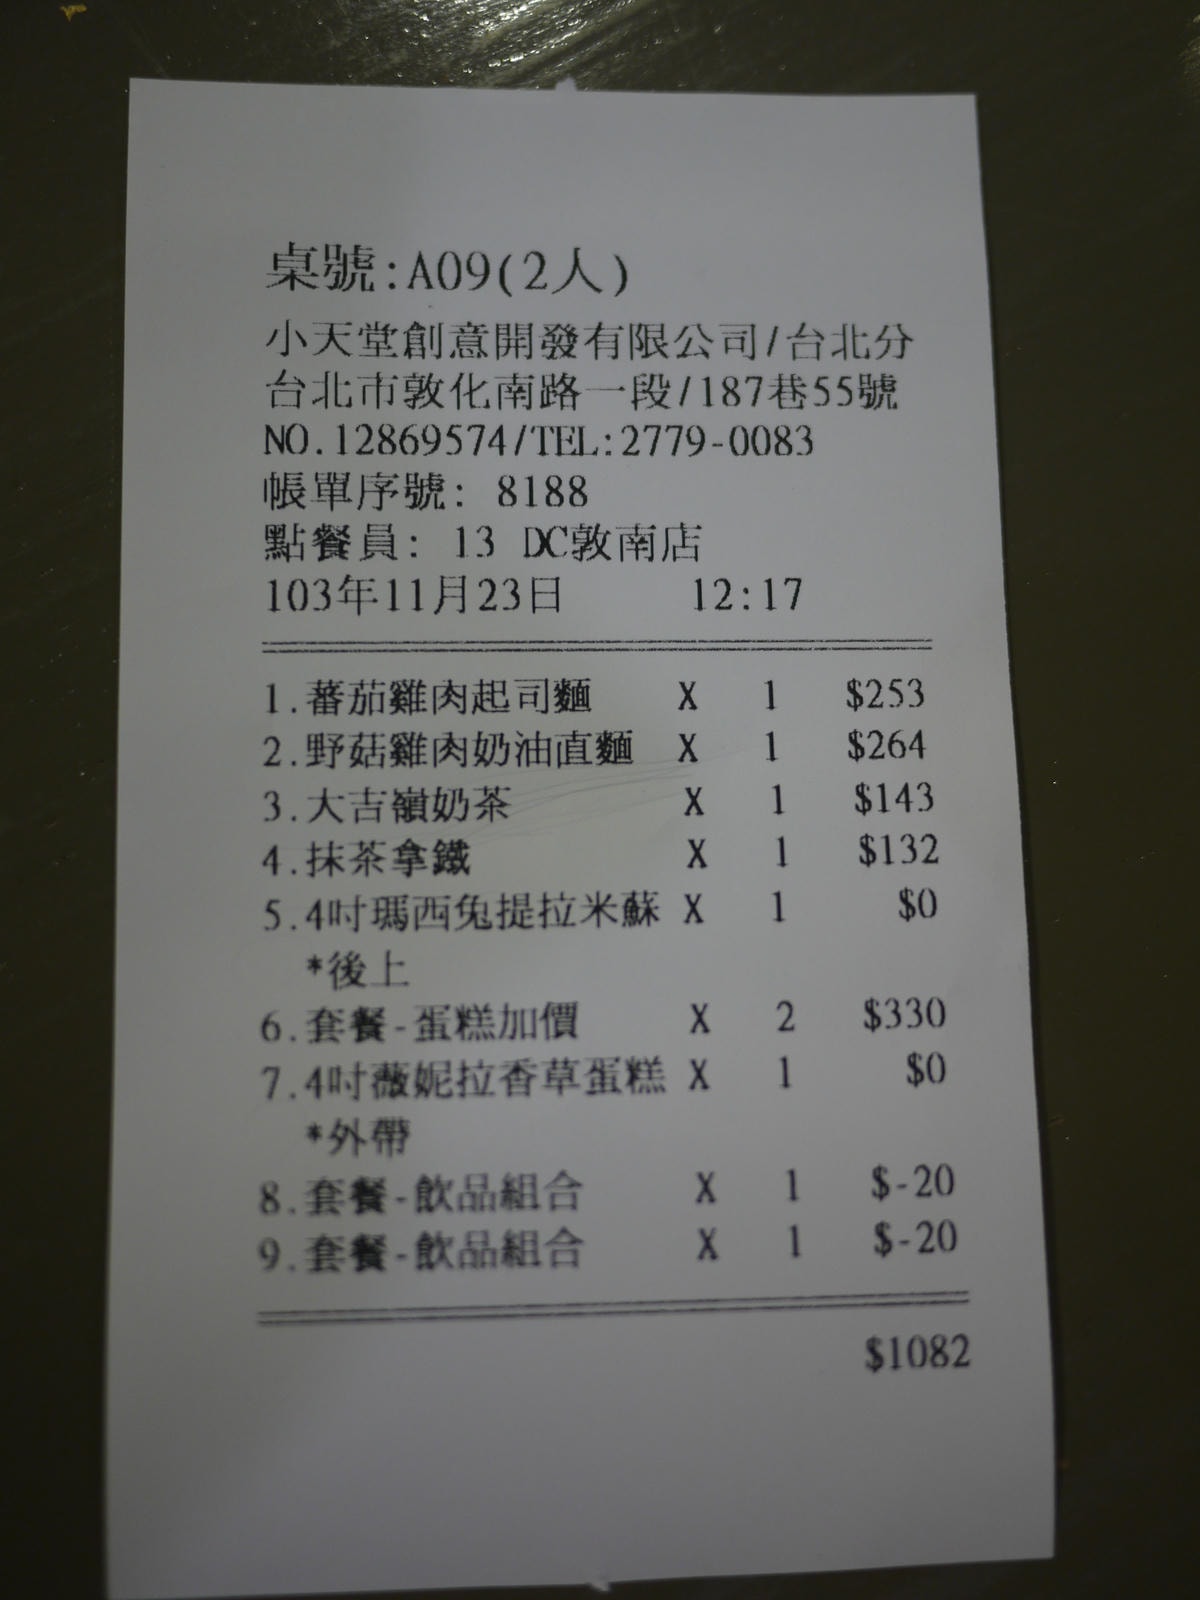 桌號:A09(2人)
小天堂創意開發有限公司/台北分
台北市敦化南路一段/187巷55號
NO.12869574/TEL:2779-0083
帳單序號: 8188
點餐員: 13 DC敦南店
103年11月23日 12:17
1.蕃茄雞肉起司麵 X 1 $253
2.野菇雞肉奶油直麵 X 1 $264
3.大吉嶺奶茶 X 1 $143
4.抹茶拿鐵 X 1 $132
5.4吋瑪西兔提拉米蘇 X 1 $0
*後上
6.套餐-蛋糕加價 X 2 $330
7.4吋薇妮拉香草蛋糕 X 1 $0
*外帶
8.套餐-飲品組合 X 1 $-20
9.套餐-飲品組合 X 1 $-20
$1082